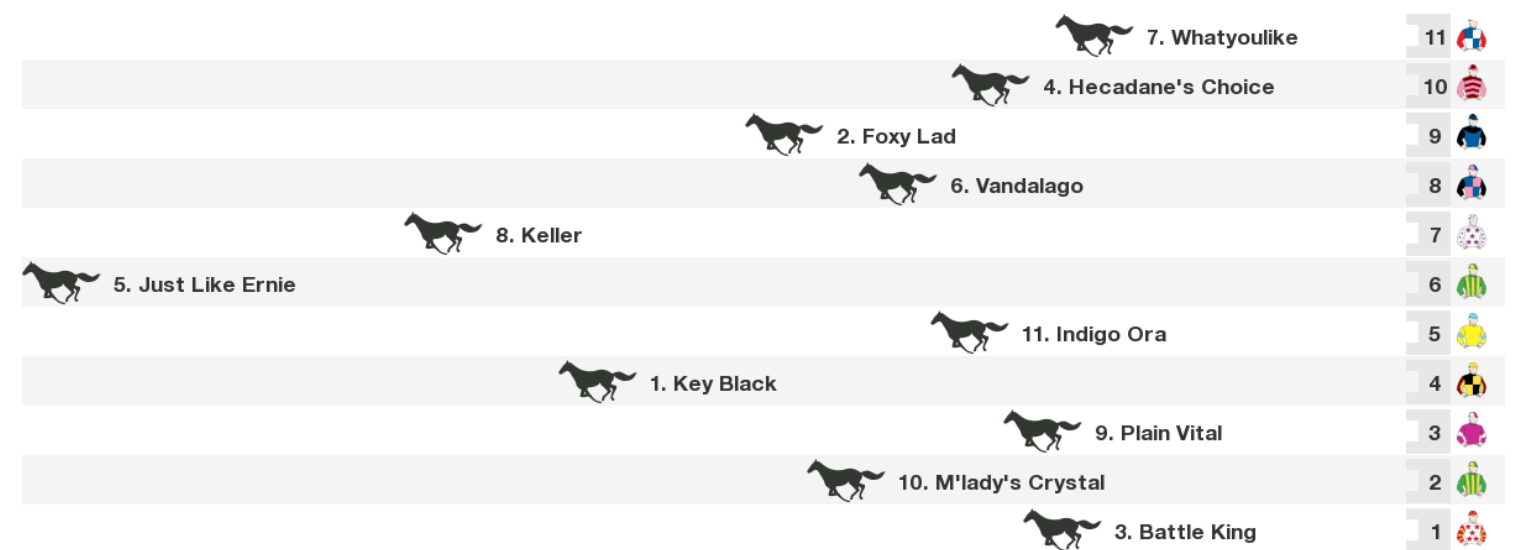 7. Whatyoulike 11
4. Hecadane's Choice 10
2. Foxy Lad 9
6. Vandalago 8
8. Keller 7
5. Just Like Ernie 6
11. Indigo Ora 5
1. Key Black 4
9. Plain Vital 3
10. M'lady's Crystal 2
3. Battle King 1